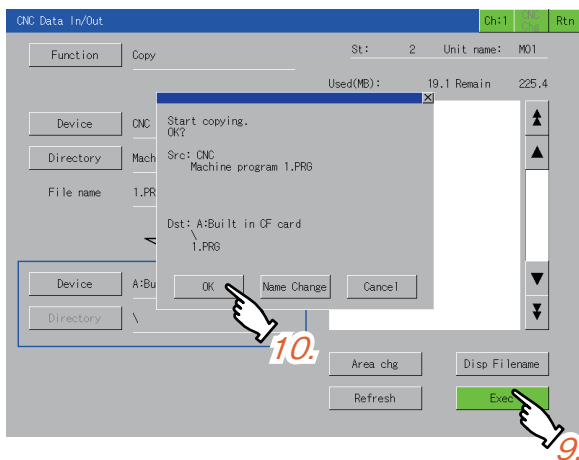 CNC Data In/Out Ch:1 CNC Chg Rtn
Function Copy St: 2 Unit name: M01
Used(MB): 19.1 Remain 225.4
Device CNC
Directory Mach
File name 1.PR
Start copying.
OK?
Src: CNC
Machine program 1.PRG
Dst: A:Built in CF card
\
1.PRG
OK Name Change Cancel
Device A:Bu
Directory \
10.
Area chg Disp Filename
Refresh Exec
9.